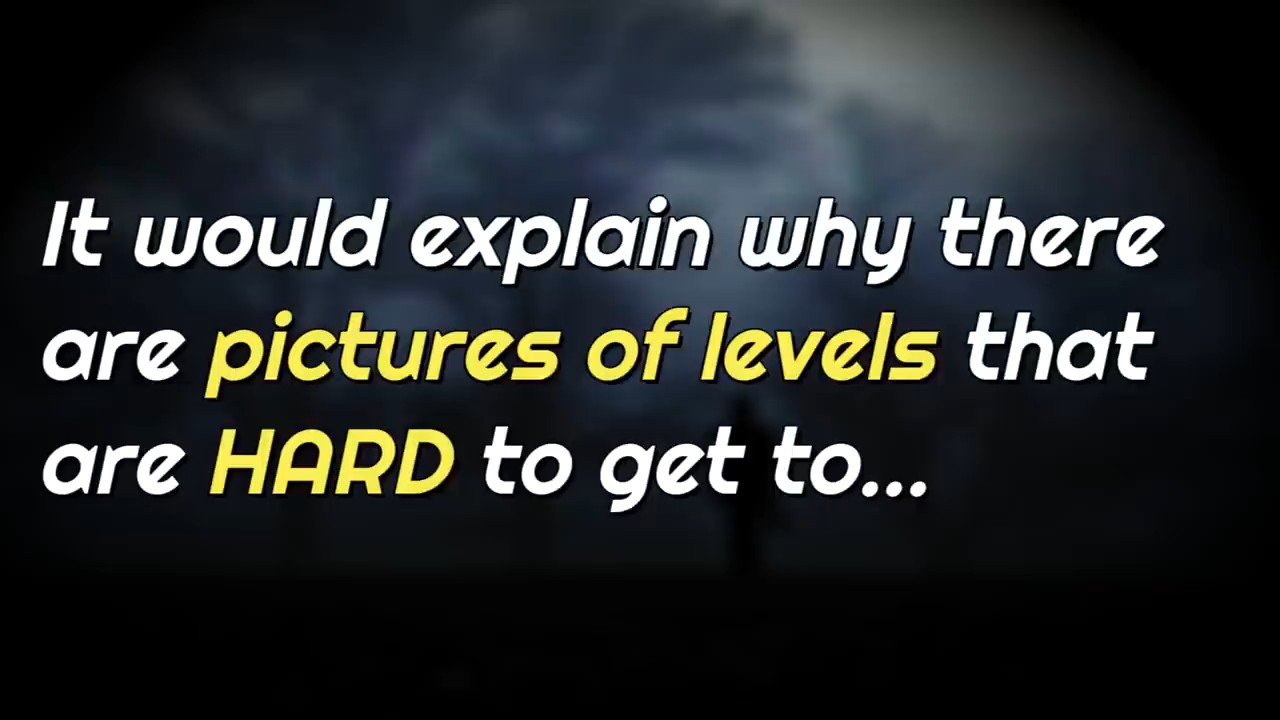 It would explain why there
are pictures of levels that
are HARD to get to...